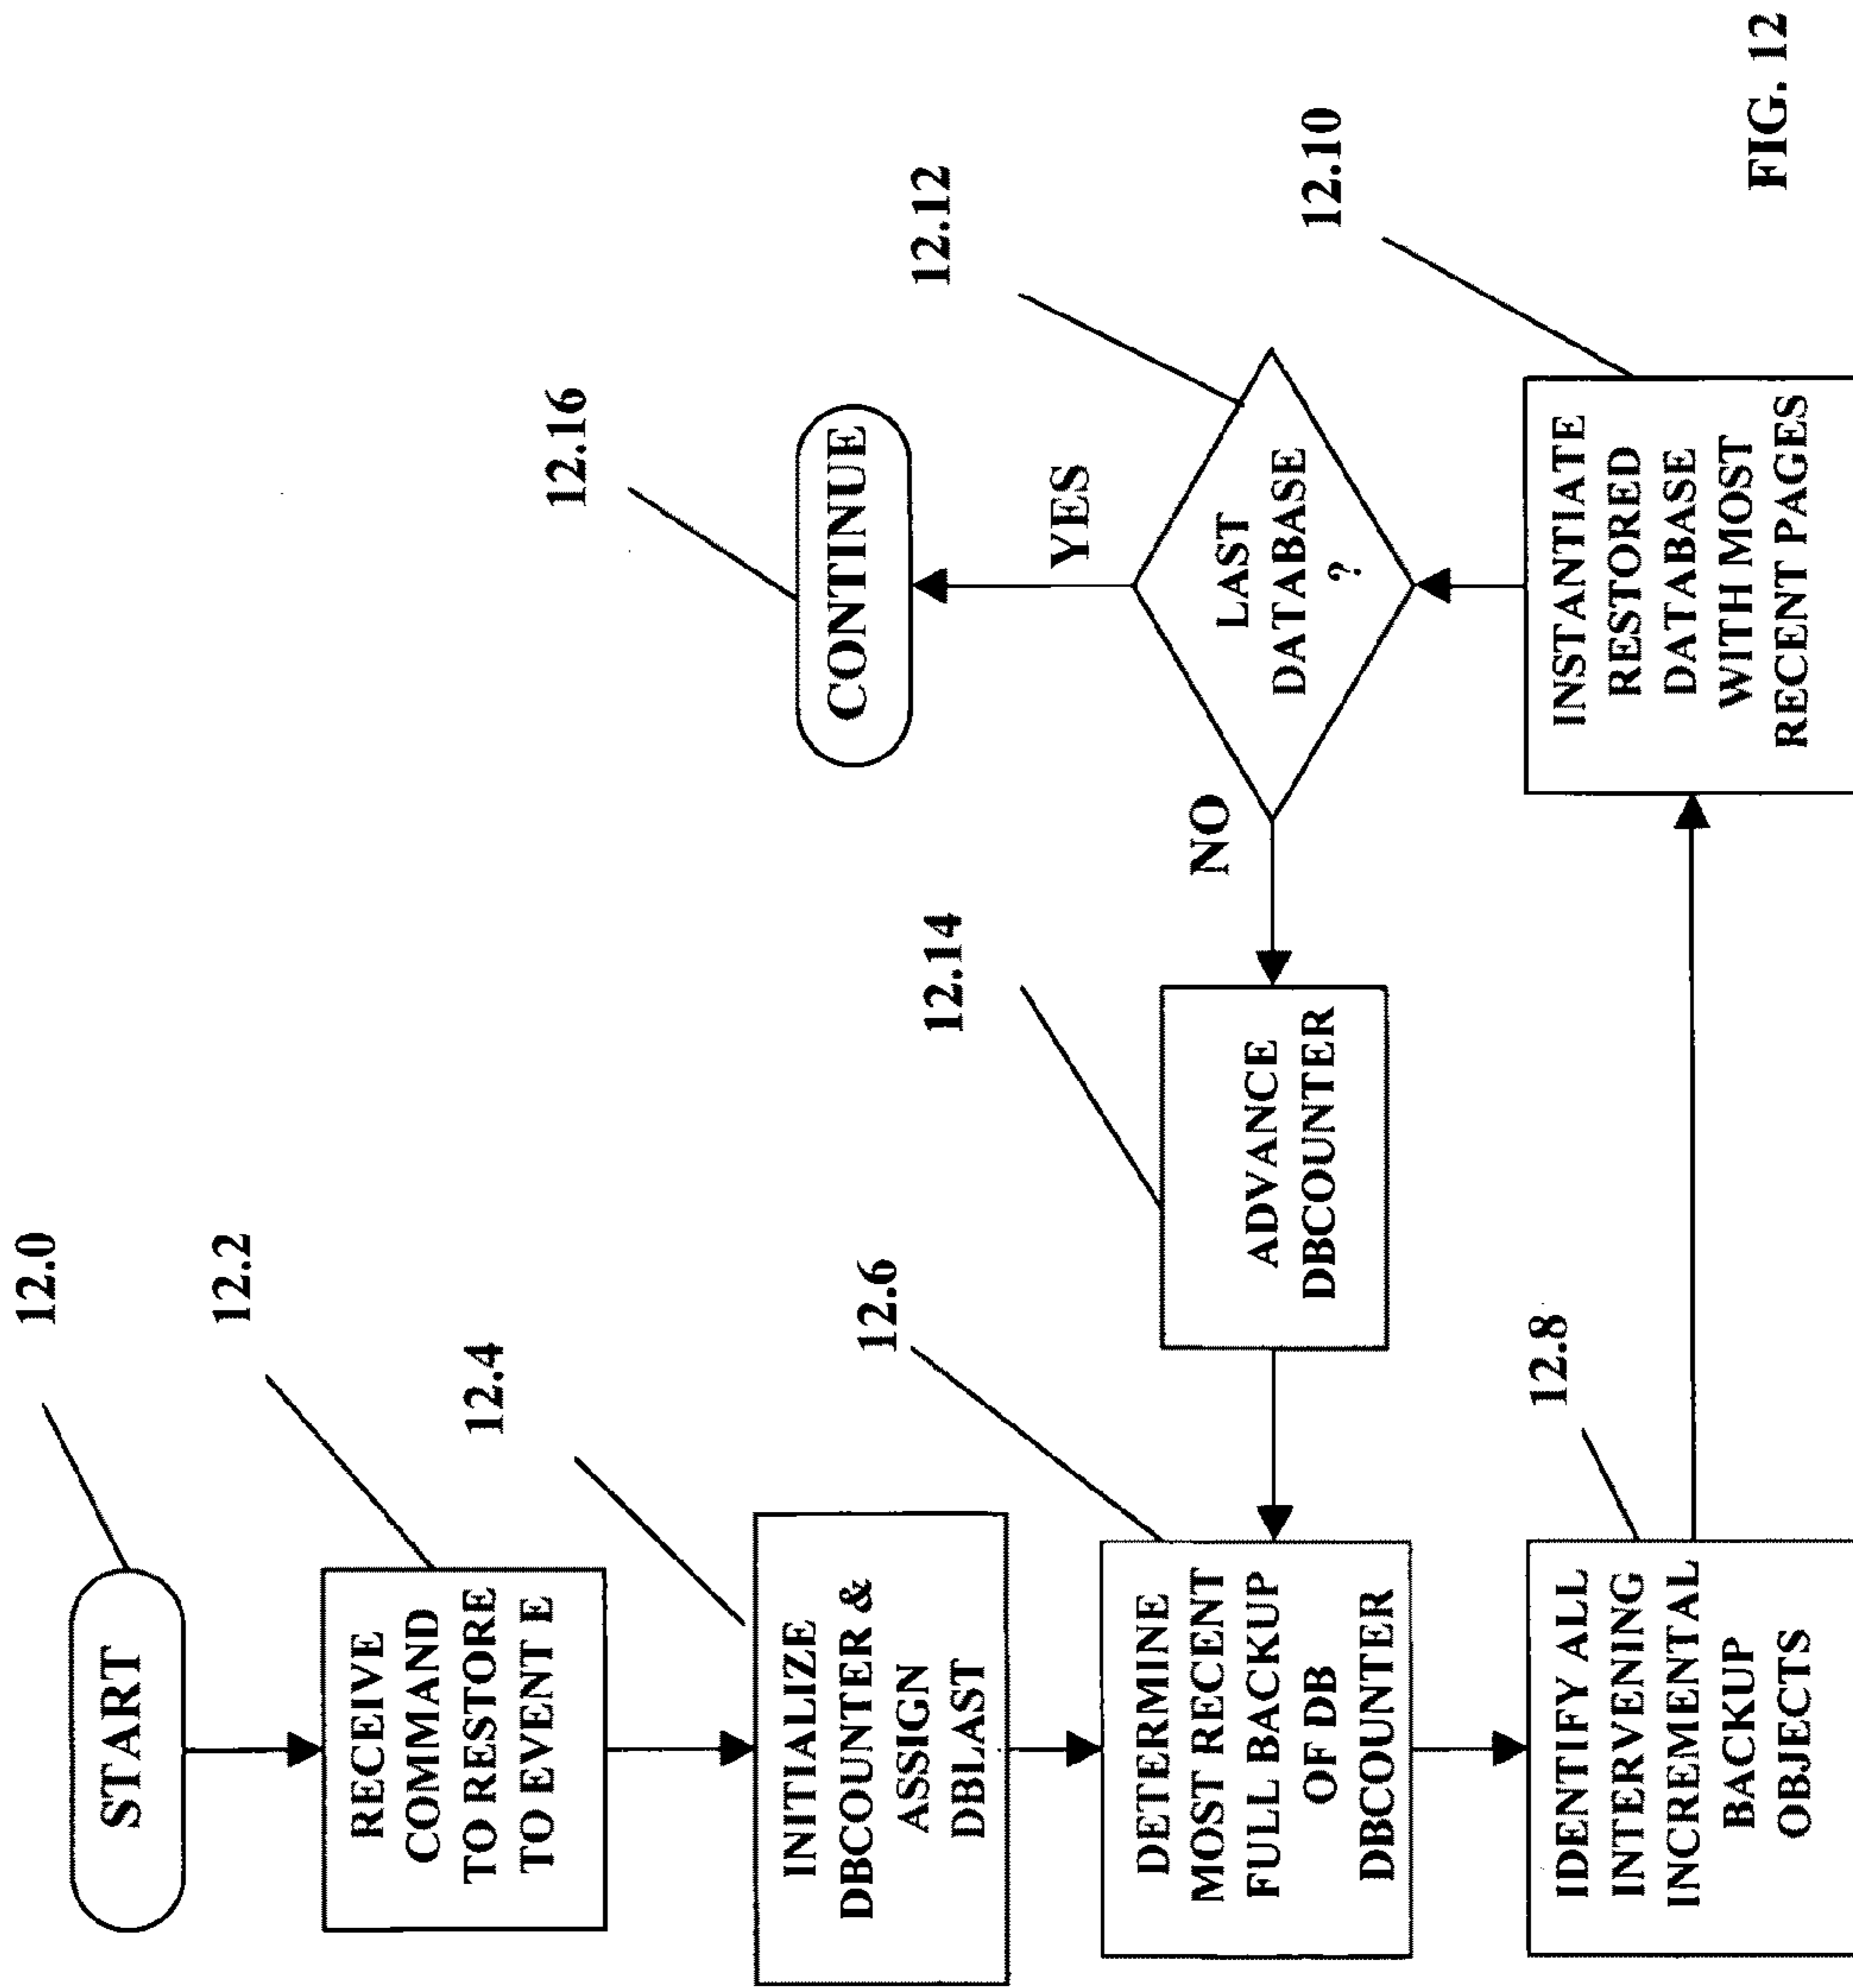 12.0
START
12.2
RECEIVE
COMMAND
TO RESTORE
TO EVENT E
12.4
INITIALIZE
DBCOUNTER &
ASSIGN
DBLAST
12.6
DETERMINE
MOST RECENT
FULL BACKUP
OF DB
DBCOUNTER
12.8
IDENTIFY ALL
INTERVENING
INCREMENTAL
BACKUP
OBJECTS
12.10
INSTANTIATE
RESTORED
DATABASE
WITH MOST
RECENT PAGES
12.12
LAST
DATABASE
?
NO
YES
12.14
ADVANCE
DBCOUNTER
12.16
CONTINUE
FIG. 12